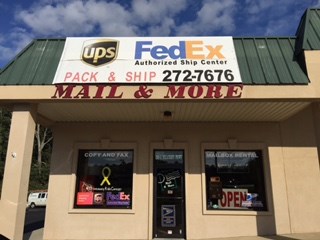 ups
FedEx
Authorized Ship Center
PACK & SHIP 272-7676
MAIL & MORE
COPY AND FAX
MAILBOX RENTAL
FedEx
OPEN